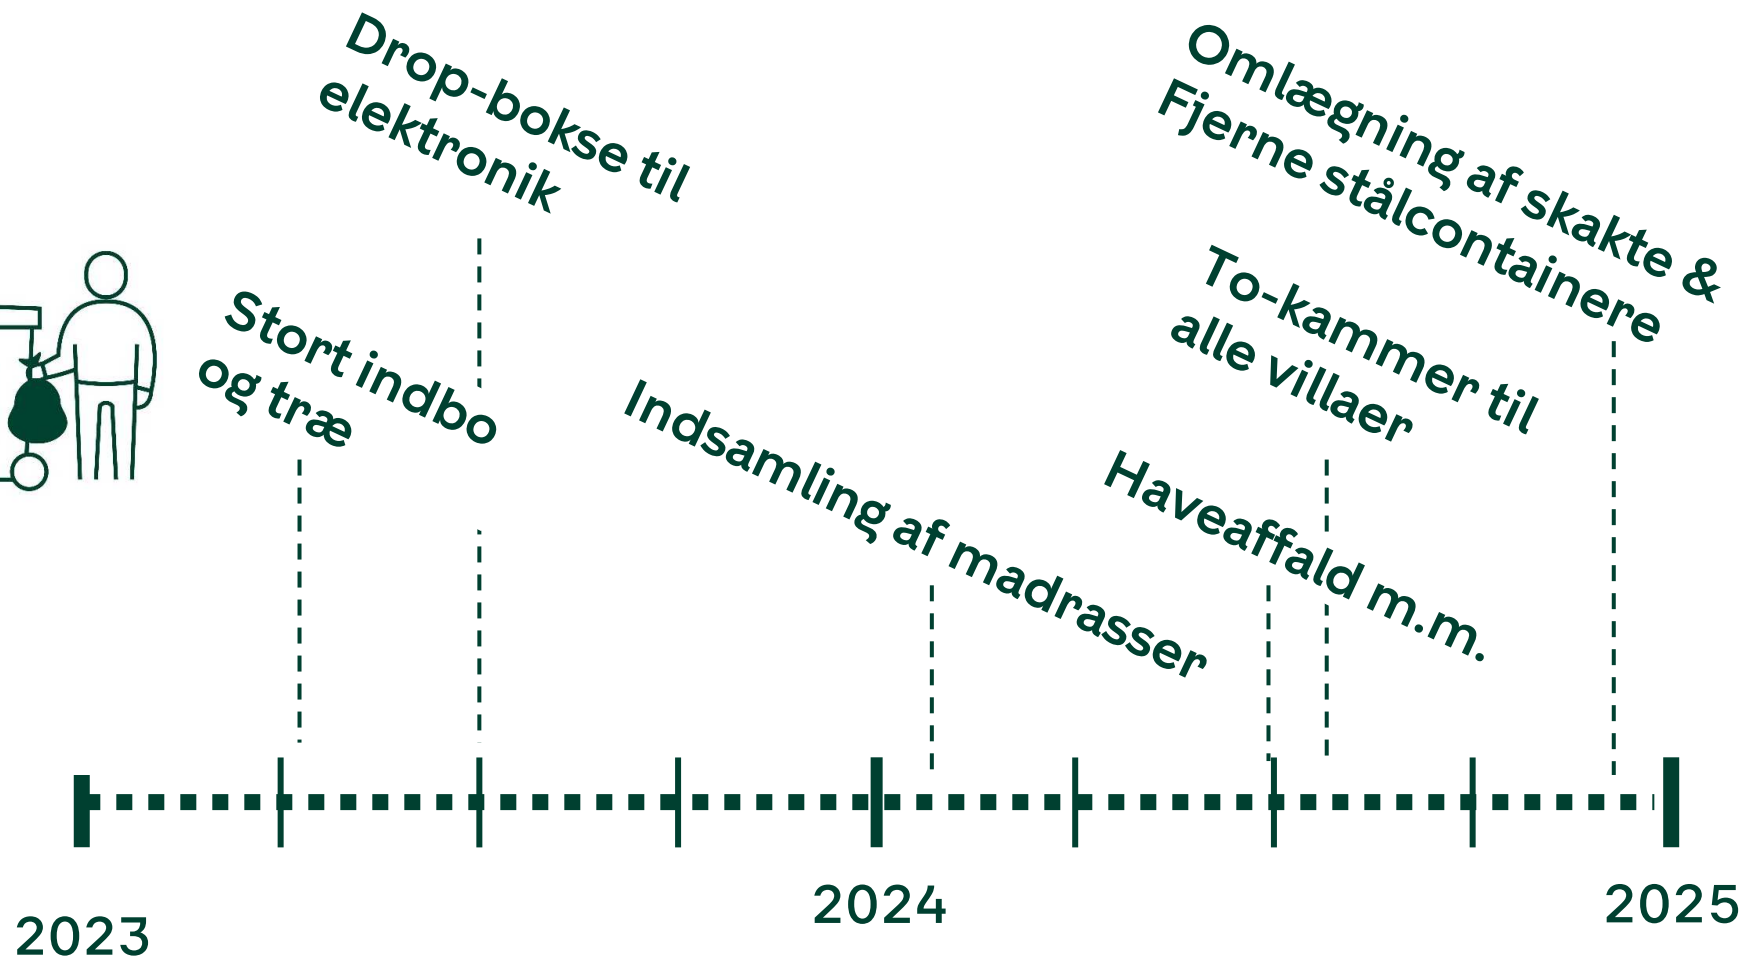 Drop-bokse til
elektronik
Omlægning af skakte &
Fjerne stålcontainere
Stort indbo
og træ
To-kammer til
alle villaer
Indsamling af madrasser
Haveaffald m.m.
2023
2024
2025